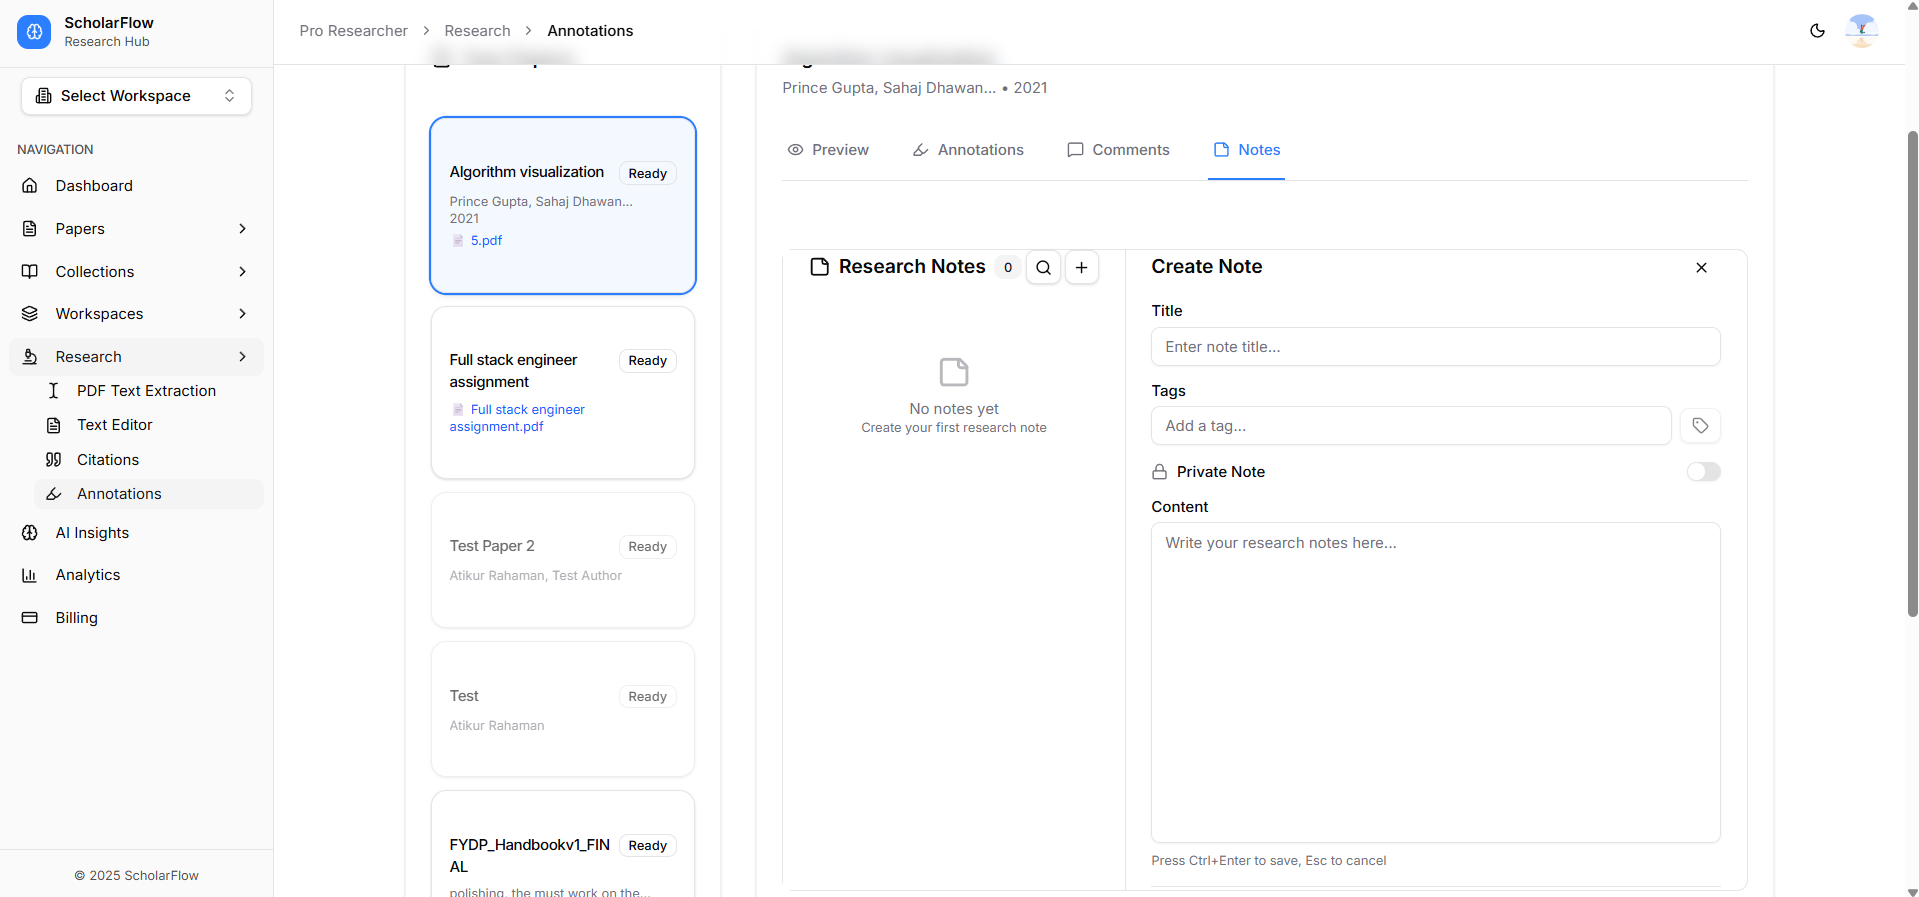 ScholarFlow
Research Hub
Select Workspace
NAVIGATION
Dashboard
Papers
Collections
Workspaces
Research
PDF Text Extraction
Text Editor
Citations
Annotations
AI Insights
Analytics
Billing
© 2025 ScholarFlow
Pro Researcher > Research > Annotations
Algorithm visualization
Ready
Prince Gupta, Sahaj Dhawan...
2021
5.pdf
Full stack engineer
assignment
Ready
Full stack engineer
assignment.pdf
Test Paper 2
Ready
Atikur Rahaman, Test Author
Test
Ready
Atikur Rahaman
FYDP_Handbookv1_FIN
AL
Ready
polishing, the must work on the...
Prince Gupta, Sahaj Dhawan... • 2021
Preview
Annotations
Comments
Notes
Research Notes 0
No notes yet
Create your first research note
Create Note
Title
Enter note title...
Tags
Add a tag...
Private Note
Content
Write your research notes here...
Press Ctrl+Enter to save, Esc to cancel